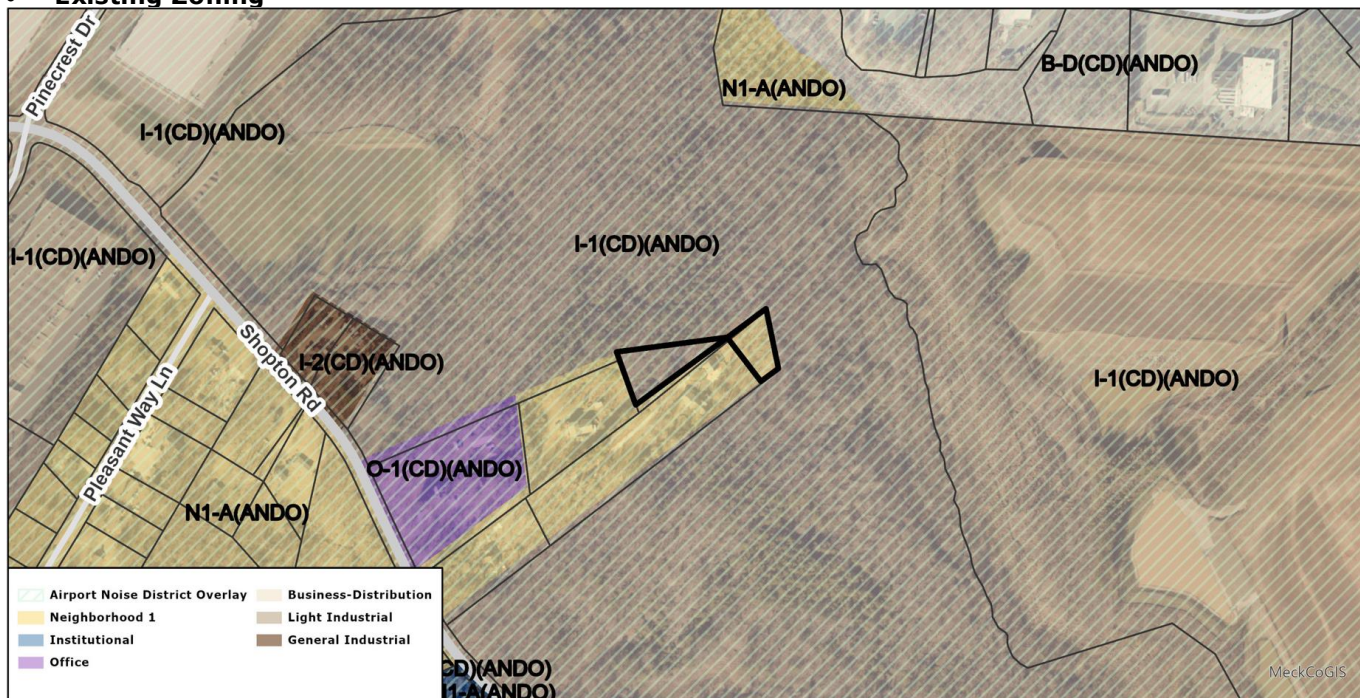 Existing Zoning
Pinecrest Dr
I-1(CD)(ANDO)
N1-A(ANDO)
B-D(CD)(ANDO)
I-1(CD)(ANDO)
I-1(CD)(ANDO)
Shopton Rd
I-2(CD)(ANDO)
I-1(CD)(ANDO)
Pleasant Way Ln
O-1(CD)(ANDO)
N1-A(ANDO)
Airport Noise District Overlay
Business-Distribution
Neighborhood 1
Light Industrial
Institutional
General Industrial
Office
CD)(ANDO)
1-A(ANDO)
MeckCoGIS